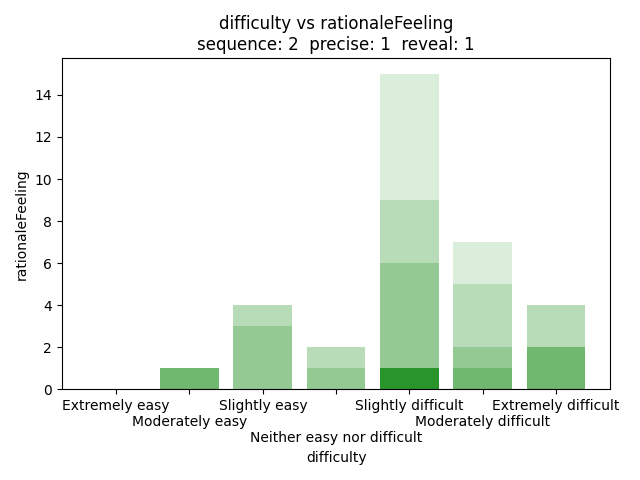 difficulty vs rationaleFeeling
sequence: 2  precise: 1  reveal: 1
rationaleFeeling
14
12
10
8
6
4
2
0
Extremely easy
Slightly easy
Slightly difficult
Extremely difficult
Moderately easy
Moderately difficult
Neither easy nor difficult
difficulty